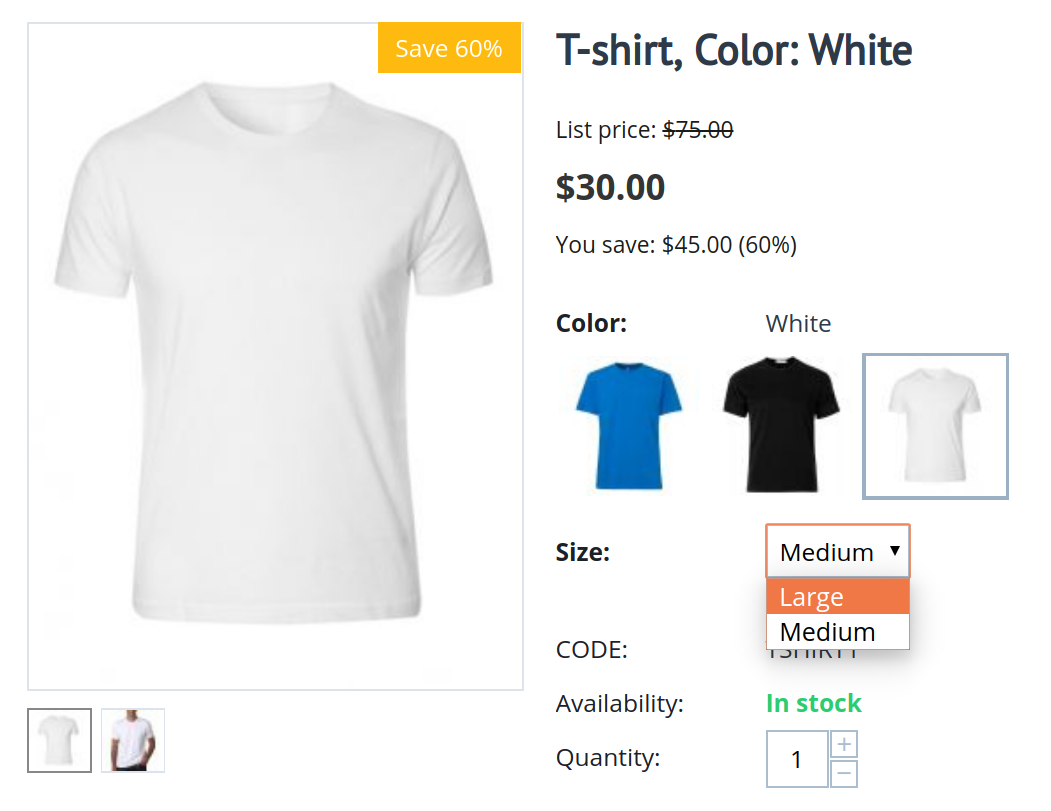 Save 60%
T-shirt, Color: White
List price: $75.00
$30.00
You save: $45.00 (60%)
Color: White
Size: Medium
Large
Medium
CODE:
Availability: In stock
Quantity: 1